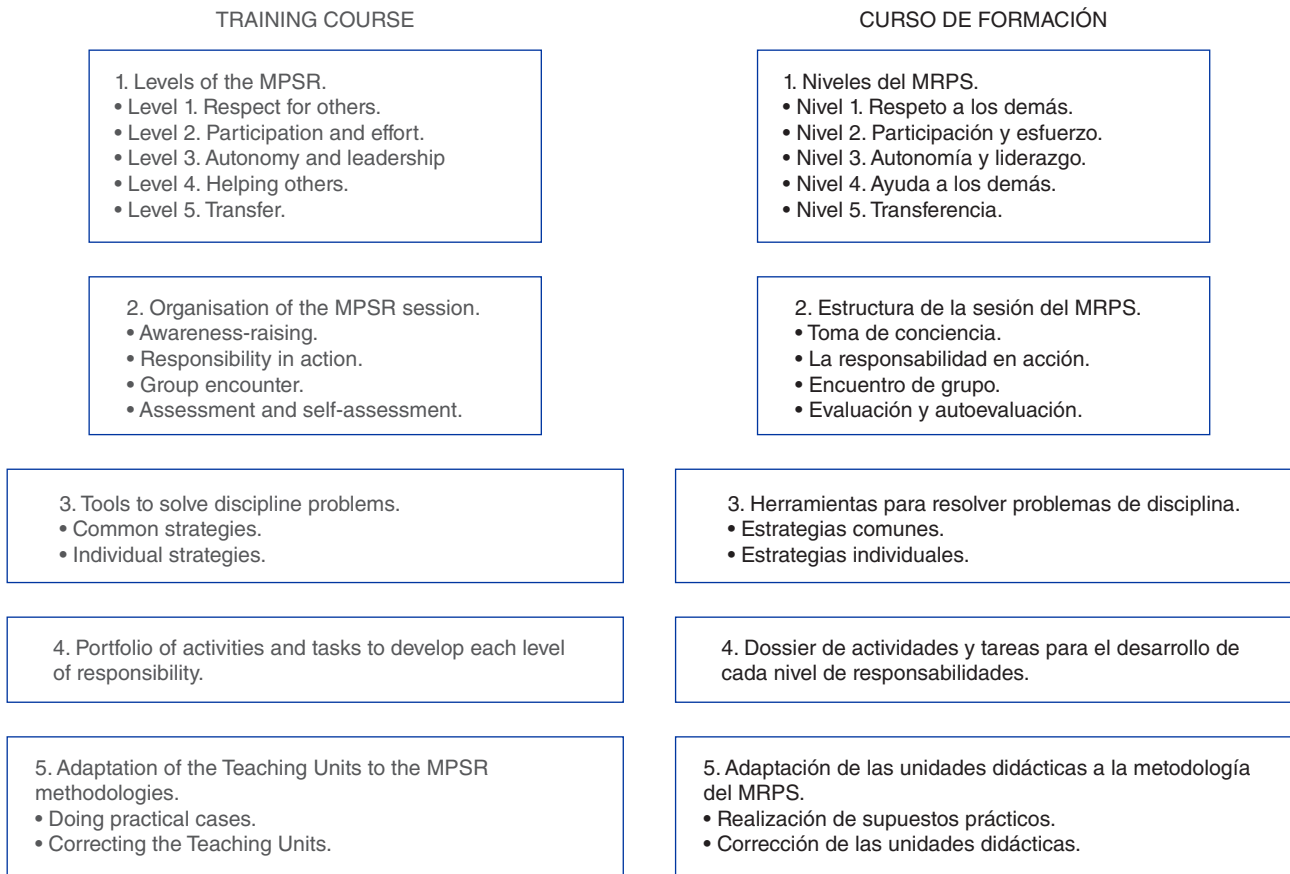 TRAINING COURSE
1. Levels of the MPSR.
• Level 1. Respect for others.
• Level 2. Participation and effort.
• Level 3. Autonomy and leadership
• Level 4. Helping others.
• Level 5. Transfer.
2. Organisation of the MPSR session.
• Awareness-raising.
• Responsibility in action.
• Group encounter.
• Assessment and self-assessment.
3. Tools to solve discipline problems.
• Common strategies.
• Individual strategies.
4. Portfolio of activities and tasks to develop each level
of responsibility.
5. Adaptation of the Teaching Units to the MPSR
methodologies.
• Doing practical cases.
• Correcting the Teaching Units.
CURSO DE FORMACIÓN
1. Niveles del MRPS.
• Nivel 1. Respeto a los demás.
• Nivel 2. Participación y esfuerzo.
• Nivel 3. Autonomía y liderazgo.
• Nivel 4. Ayuda a los demás.
• Nivel 5. Transferencia.
2. Estructura de la sesión del MRPS.
• Toma de conciencia.
• La responsabilidad en acción.
• Encuentro de grupo.
• Evaluación y autoevaluación.
3. Herramientas para resolver problemas de disciplina.
• Estrategias comunes.
• Estrategias individuales.
4. Dossier de actividades y tareas para el desarrollo de
cada nivel de responsabilidades.
5. Adaptación de las unidades didácticas a la metodología
del MRPS.
• Realización de supuestos prácticos.
• Corrección de las unidades didácticas.